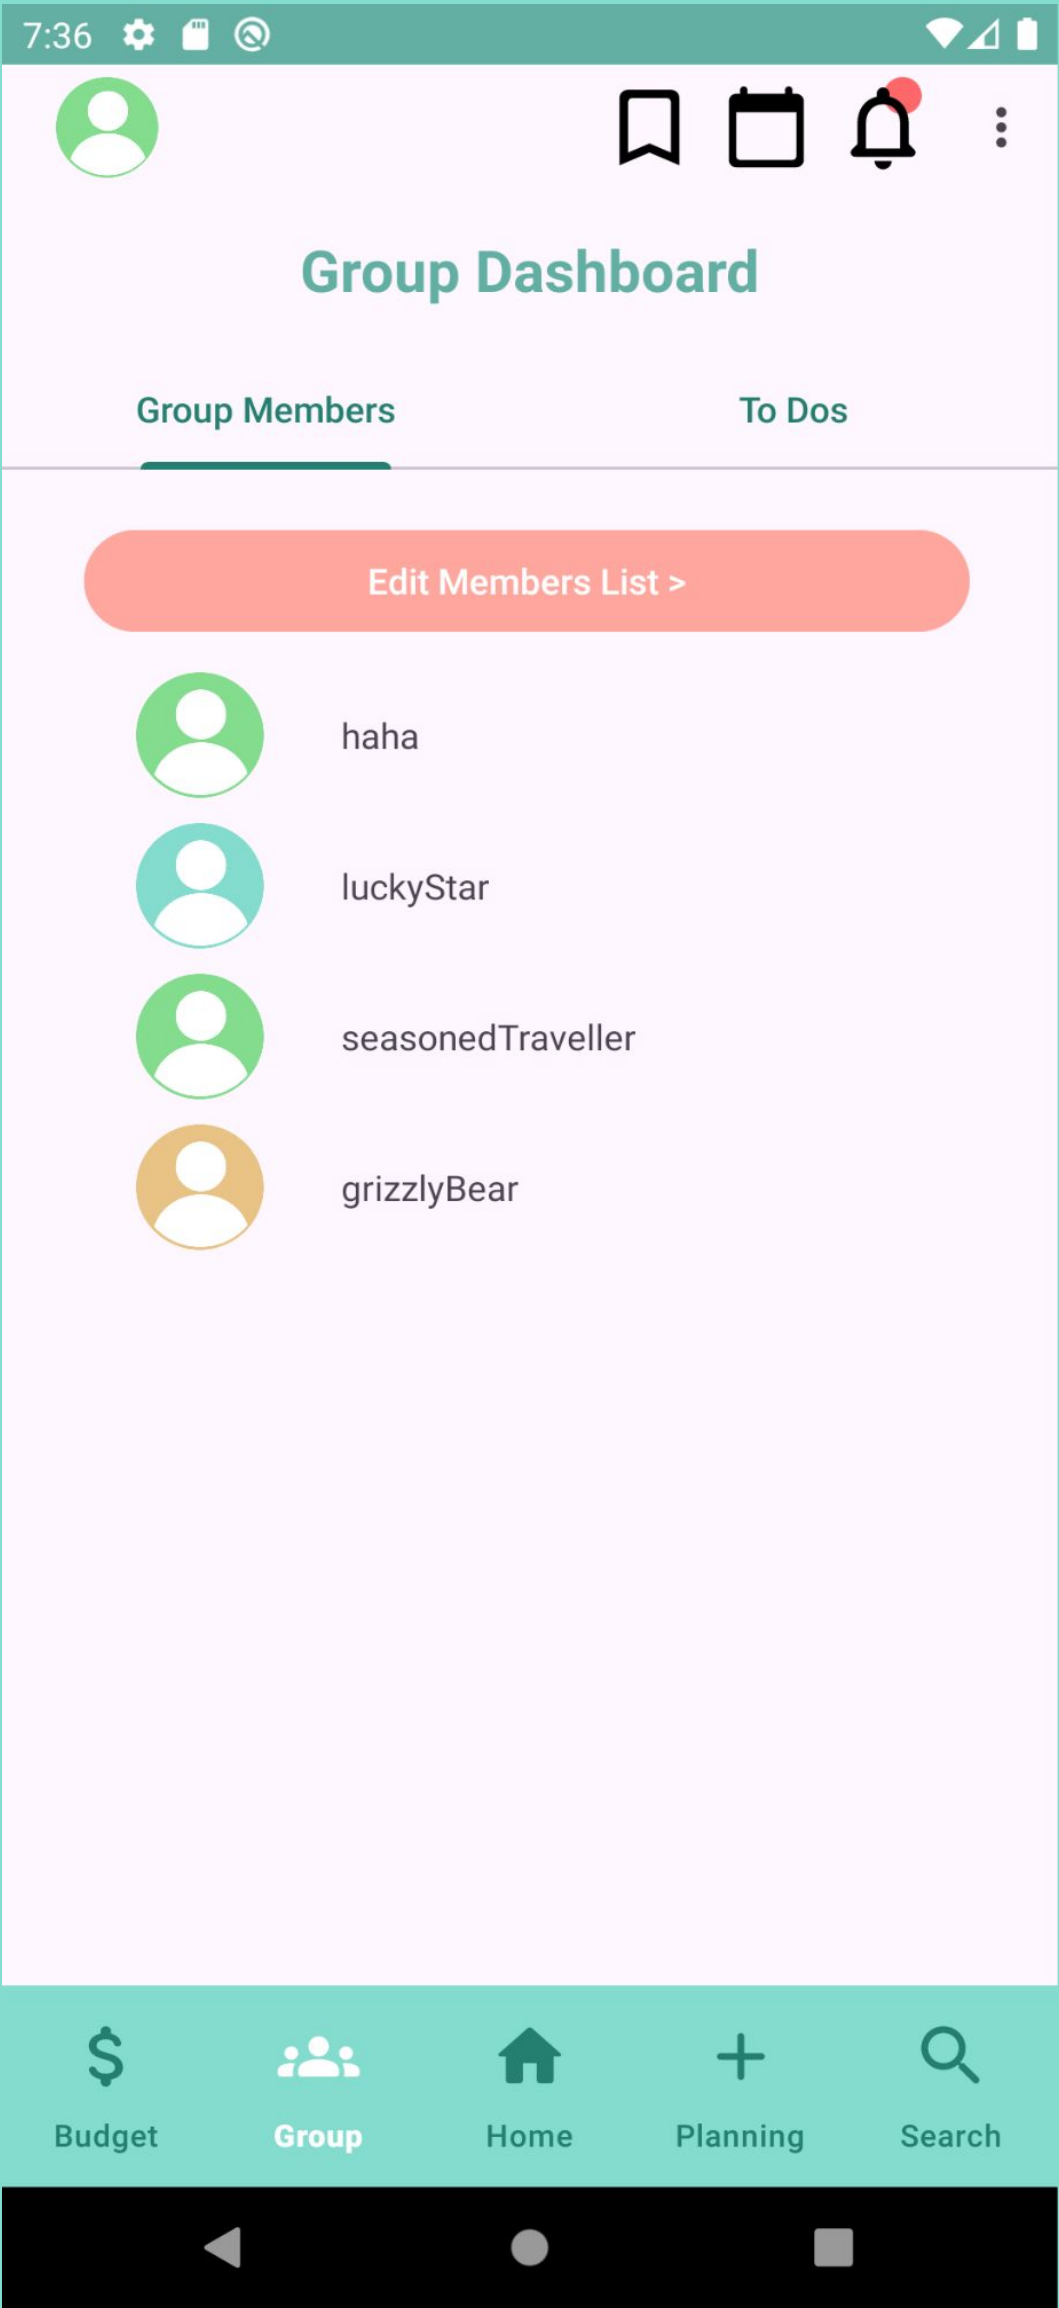 7:36
Group Dashboard
Group Members To Dos
Edit Members List >
haha
luckyStar
seasonedTraveller
grizzlyBear
Budget Group Home Planning Search